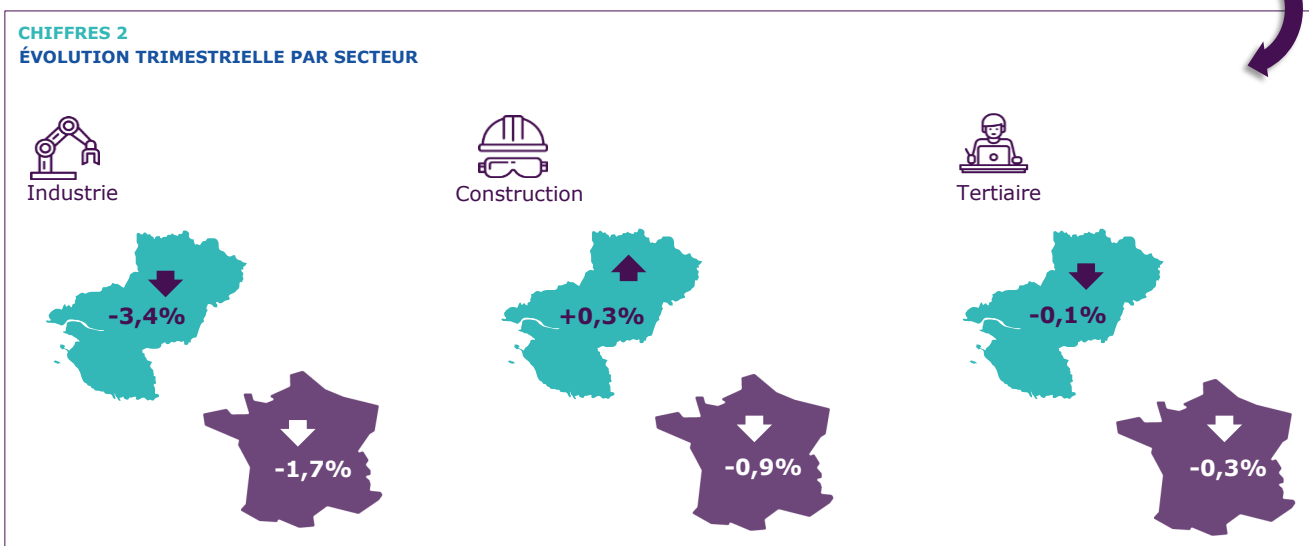 CHIFFRES 2
ÉVOLUTION TRIMESTRIELLE PAR SECTEUR
Industrie
Construction
Tertiaire
-3,4%
+0,3%
-0,1%
-1,7%
-0,9%
-0,3%